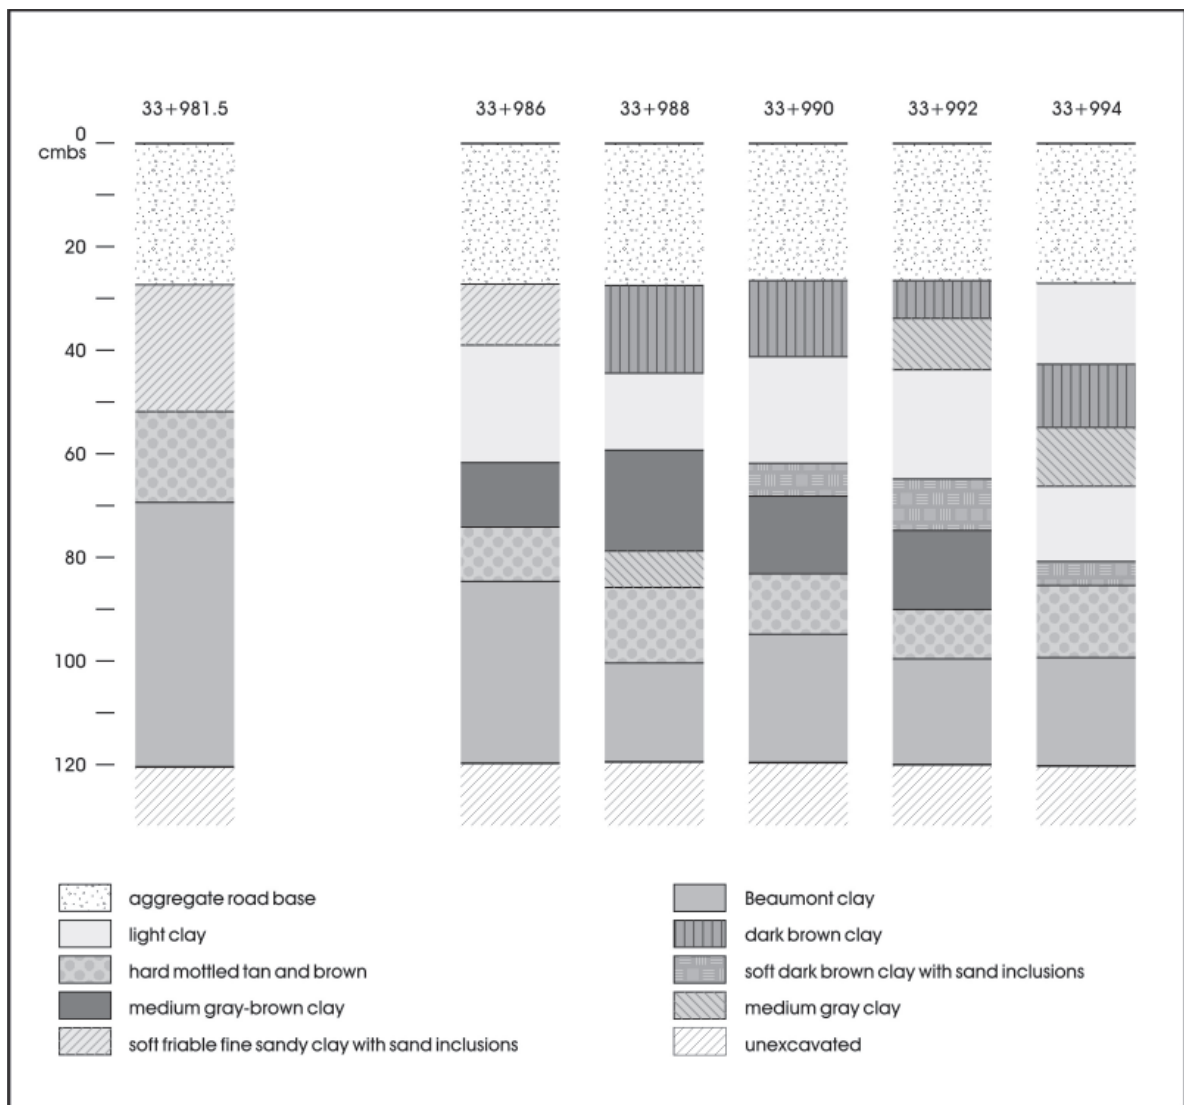 33+981.5 33+986 33+988 33+990 33+992 33+994
0
cmbs
20
40
60
80
100
120
aggregate road base
light clay
hard mottled tan and brown
medium gray-brown clay
soft friable fine sandy clay with sand inclusions
Beaumont clay
dark brown clay
soft dark brown clay with sand inclusions
medium gray clay
unexcavated